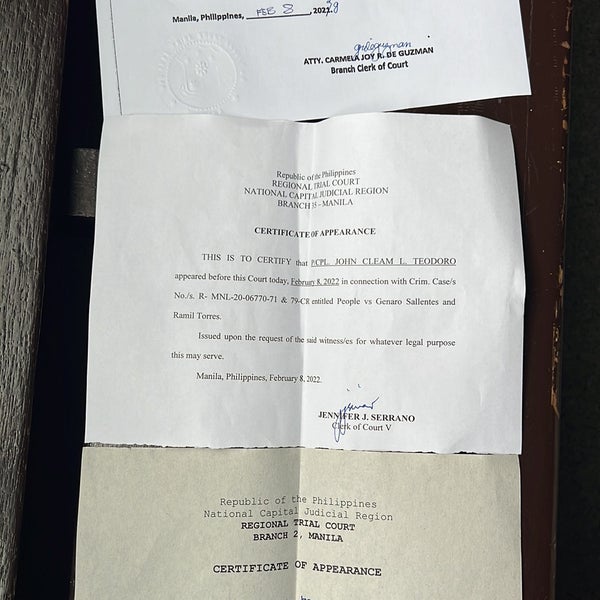 Manila, Philippines, FEB 8, 202
ATTY. CARMELA JOY R. DE GUZMAN
Branch Clerk of Court
Republic of the Philippines
REGIONAL TRIAL COURT
NATIONAL CAPITAL JUDICIAL REGION
BRANCH 35 – MANILA
CERTIFICATE OF APPEARANCE
THIS IS TO CERTIFY that P/CPL. JOHN CLEAM L. TEODORO
appeared before this Court today, February 8, 2022 in connection with Crim. Case/s
No./s. R- MNL-20-06770-71 & 79-CR entitled People vs Genaro Sallentes and
Ramil Torres.
Issued upon the request of the said witness/es for whatever legal purpose
this may serve.
Manila, Philippines, February 8, 2022.
JENNIFER J. SERRANO
Clerk of Court V
Republic of the Philippines
National Capital Judicial Region
REGIONAL TRIAL COURT
BRANCH 2, MANILA
CERTIFICATE OF APPEARANCE